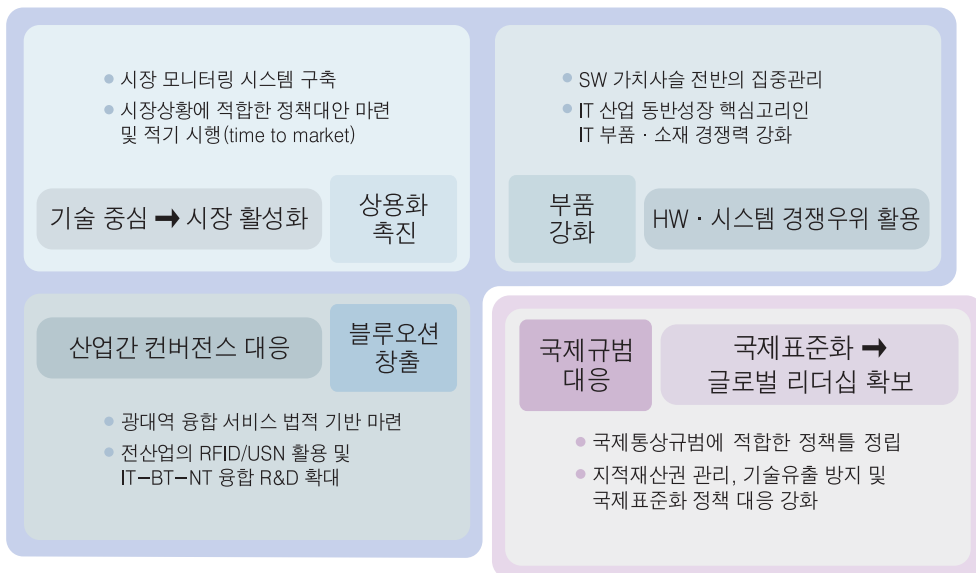 • 시장 모니터링 시스템 구축
• 시장상황에 적합한 정책대안 마련
및 적기 시행(time to market)
기술 중심 ➡ 시장 활성화
상용화
촉진
• SW 가치사슬 전반의 집중관리
• IT 산업 동반성장 핵심고리인
IT 부품 · 소재 경쟁력 강화
부품
강화
HW · 시스템 경쟁우위 활용
산업간 컨버전스 대응
블루오션
창출
• 광대역 융합 서비스 법적 기반 마련
• 전산업의 RFID/USN 활용 및
IT-BT-NT 융합 R&D 확대
국제규범
대응
국제표준화 ➡
글로벌 리더십 확보
• 국제통상규범에 적합한 정책틀 정립
• 지적재산권 관리, 기술유출 방지 및
국제표준화 정책 대응 강화